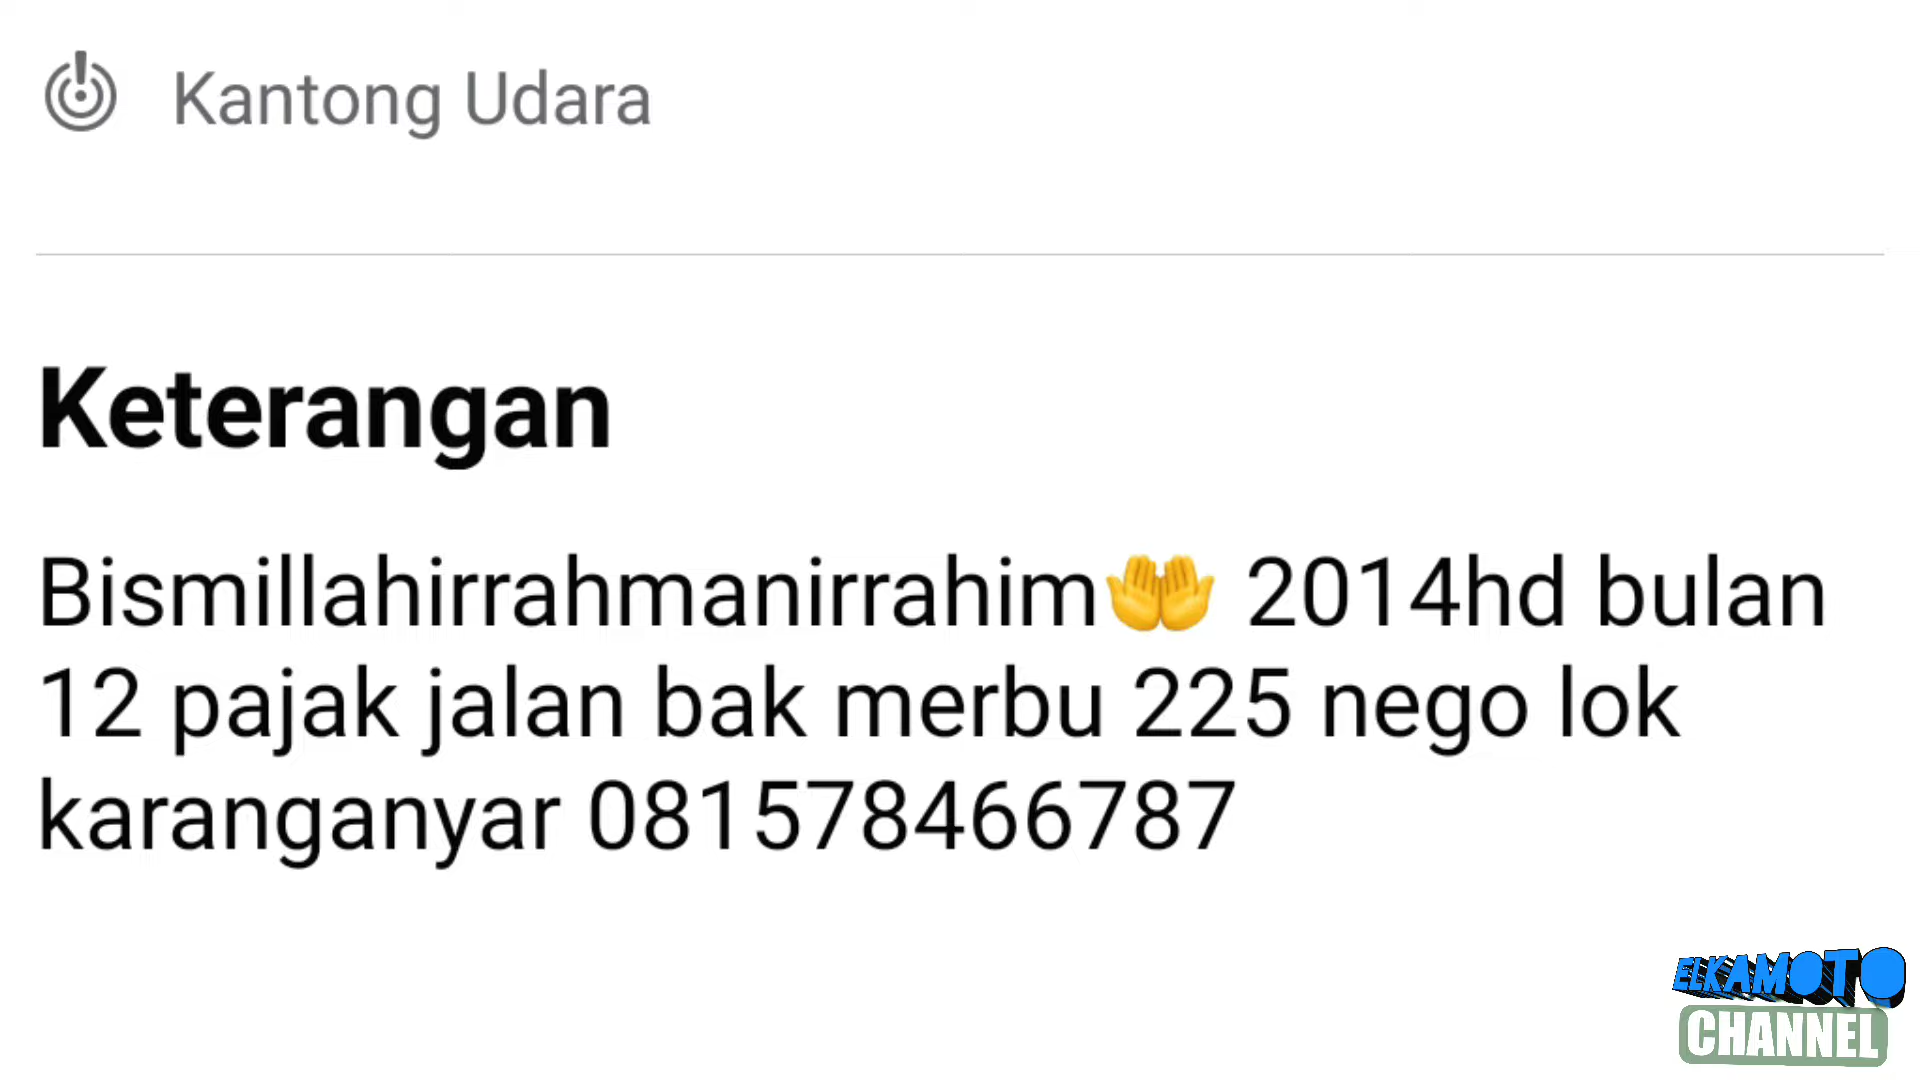 Kantong Udara
Keterangan
Bismillahirrahmanirrahim🤲 2014hd bulan
12 pajak jalan bak merbu 225 nego lok
karanganyar 081578466787
ELKAMOTO
CHANNEL